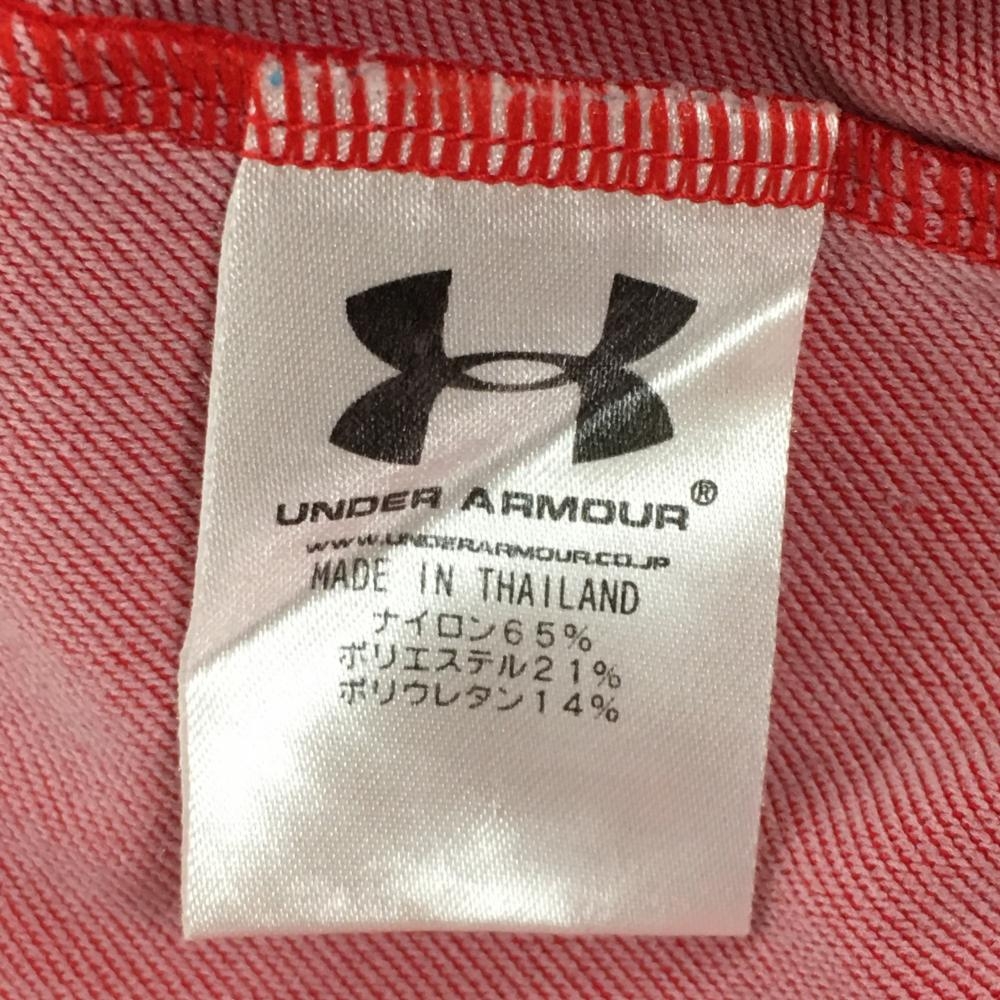 UNDER ARMOUR®
www.UNDERARMOUR.CO.JP
MADE IN THAILAND
ナイロン65%
ポリエステル21%
ポリウレタン14%